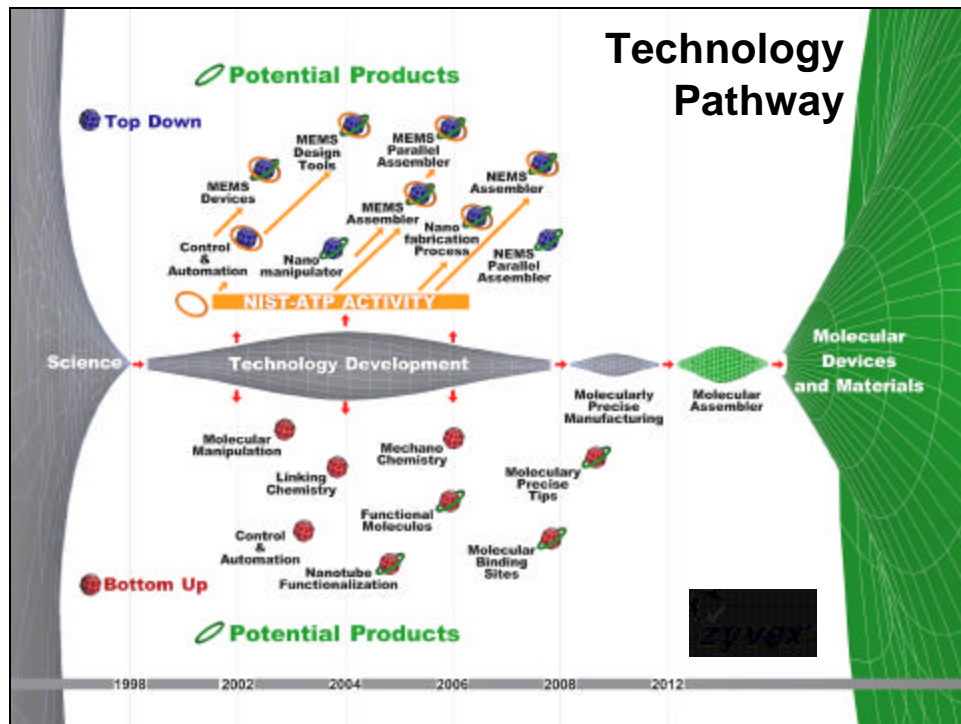 Technology
Pathway
Potential Products
Top Down
MEMS
Design
Tools
MEMS
Parallel
Assembler
MEMS
Devices
NEMS
Assembler
MEMS
Assembler
Nano
fabrication
Process
Control
&
Automation
Nano
manipulator
NEMS
Parallel
Assembler
NIST-ATP ACTIVITY
Science
Technology Development
Molecularly
Precise
Manufacturing
Molecular
Assembler
Molecular
Devices
and Materials
Molecular
Manipulation
Mechano
Chemistry
Linking
Chemistry
Moleculary
Precise
Tips
Functional
Molecules
Control
&
Automation
Molecular
Binding
Sites
Nanotube
Functionalization
Bottom Up
Potential Products
zyvex
1998
2002
2004
2006
2008
2012